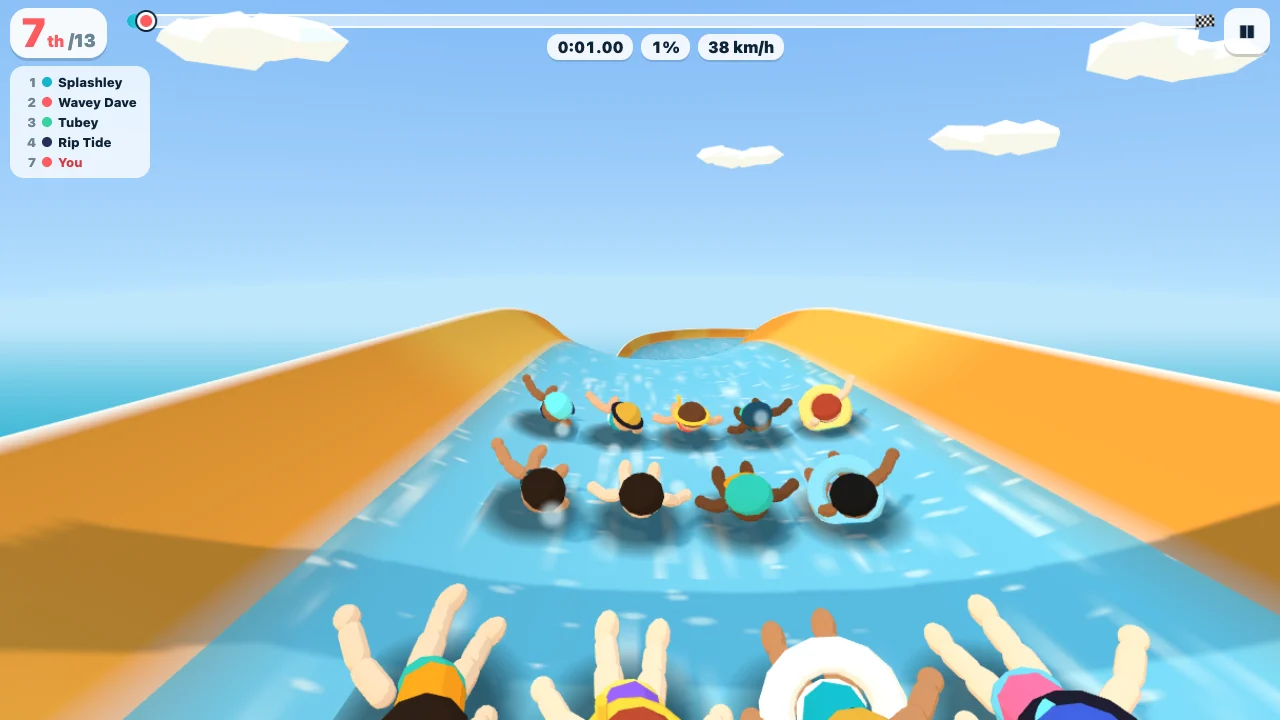 7th /13
0:01.00 1% 38 km/h
1 Splashley
2 Wavey Dave
3 Tubey
4 Rip Tide
7 You